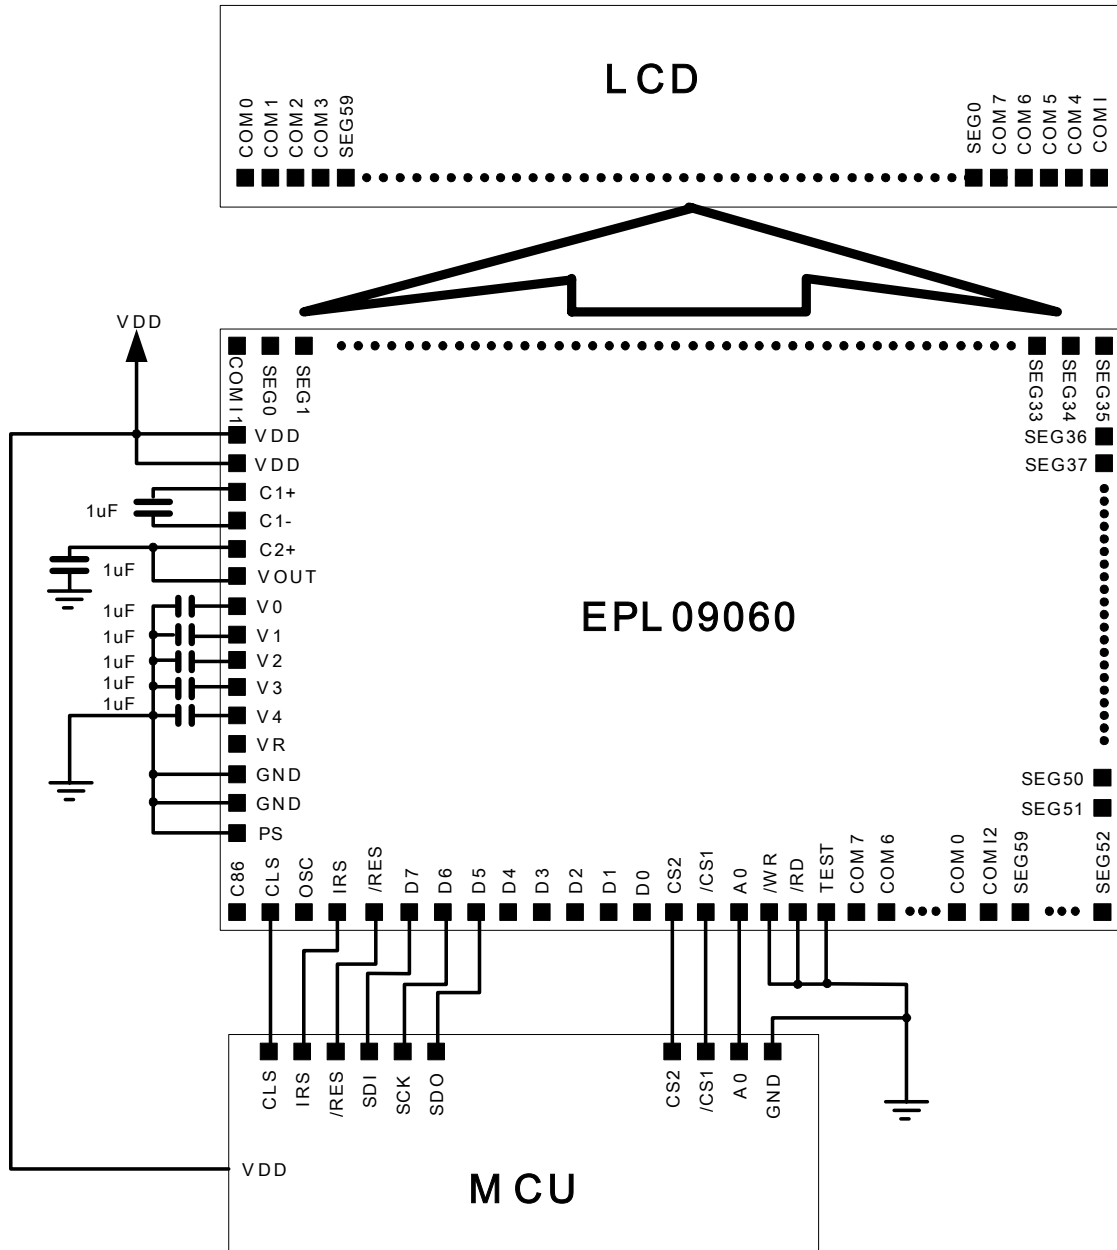 LCD
COM0
COM1
COM2
COM3
SEG59
SEG0
COM7
COM6
COM5
COM4
COMI
VDD
COMI1
SEG0
SEG1
SEG33
SEG34
SEG35
VDD
SEG36
VDD
SEG37
C1+
1uF
C1-
C2+
1uF
VOUT
1uF
V0
EPL09060
1uF
V1
1uF
V2
1uF
V3
1uF
V4
VR
GND
SEG50
GND
SEG51
PS
C86
CLS
OSC
IRS
/RES
D7
D6
D5
D4
D3
D2
D1
D0
CS2
/CS1
A0
/WR
/RD
TEST
COM7
COM6
COM0
COMI2
SEG59
SEG52
CLS
IRS
/RES
SDI
SCK
SDO
CS2
/CS1
A0
GND
VDD
MCU